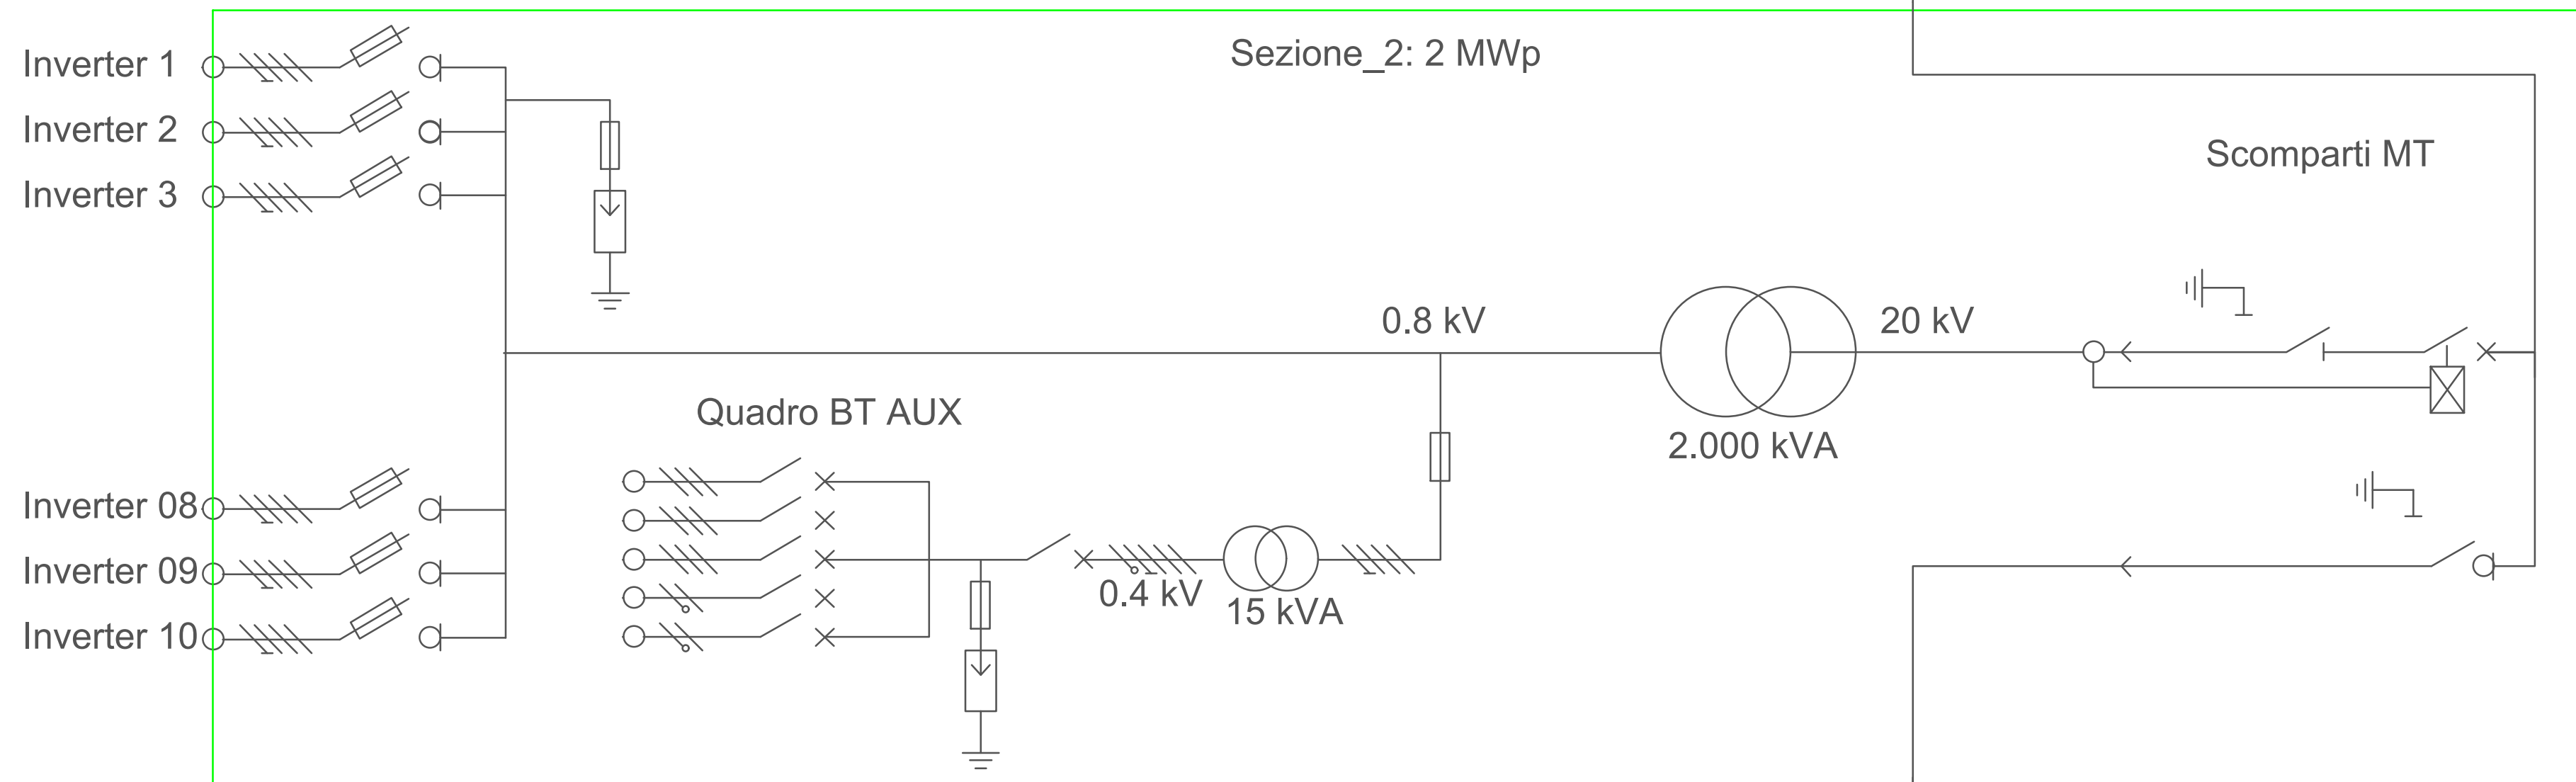 Inverter 1
Sezione_2: 2 MWp
Inverter 2
Inverter 3
Scomparti MT
0.8 kV
20 kV
Quadro BT AUX
2.000 kVA
Inverter 08
Inverter 09
0.4 kV
15 kVA
Inverter 10